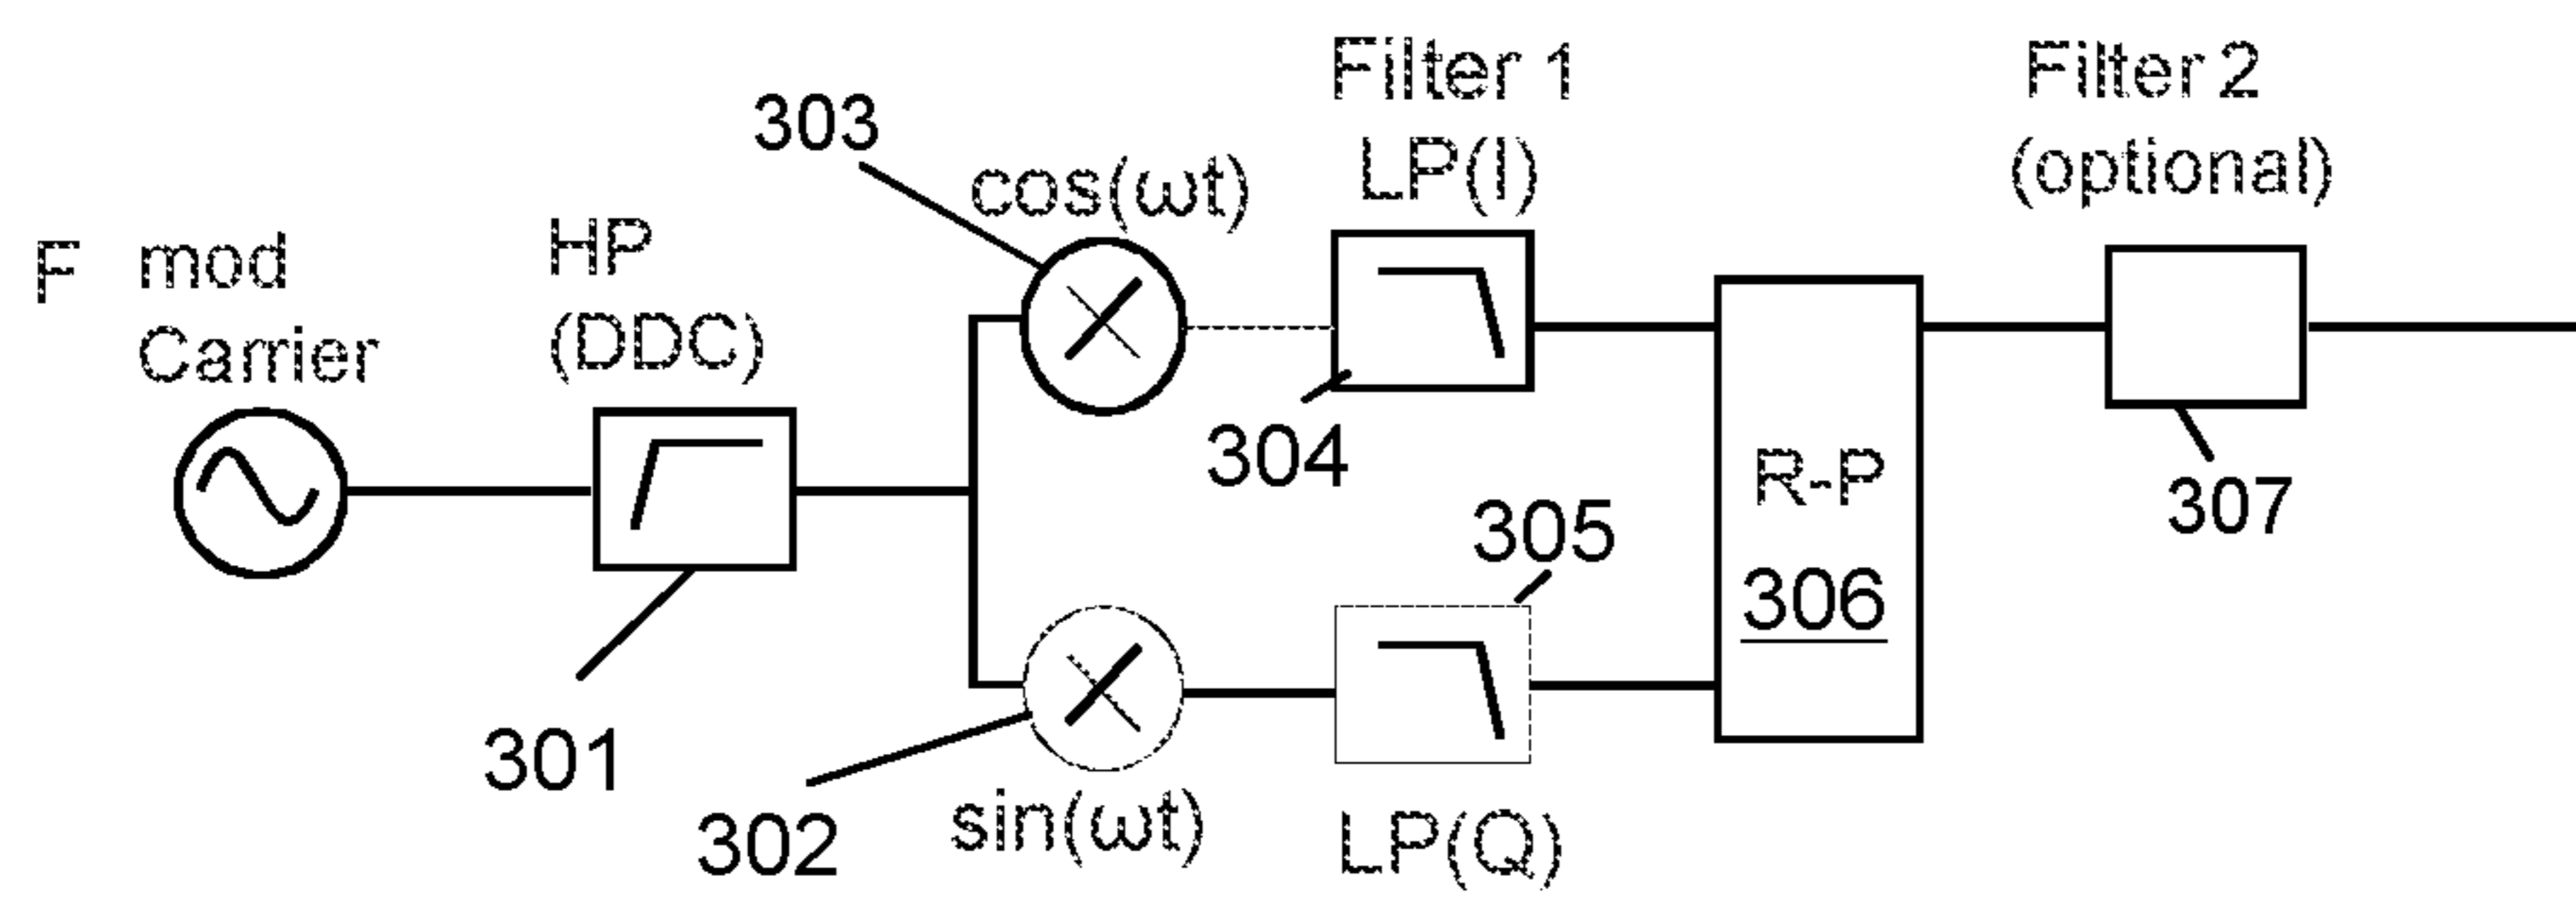 F mod
Carrier
HP
(DDC)
301
303
cos(ωt)
302
sin(ωt)
Filter 1
LP(I)
304
305
LP(Q)
R-P
306
Filter 2
(optional)
307